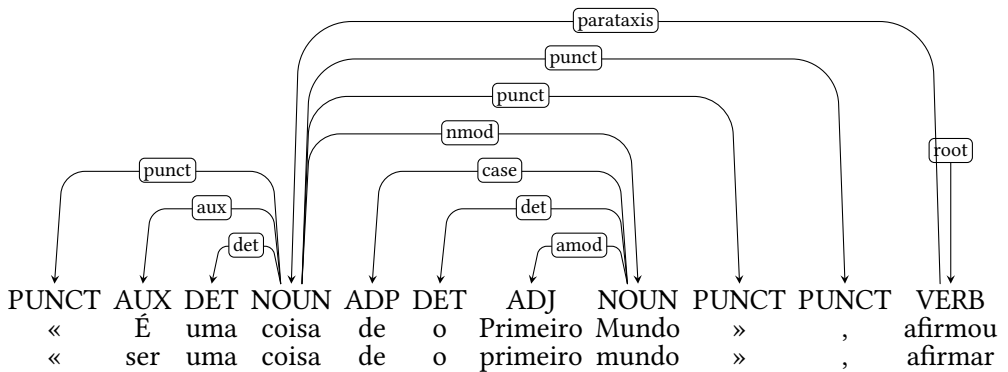 parataxis
punct
punct
nmod
root
punct case
aux det
det amod
PUNCT AUX DET NOUN ADP DET ADJ NOUN PUNCT PUNCT VERB
« É uma coisa de o Primeiro Mundo » , afirmou
« ser uma coisa de o primeiro mundo » , afirmar